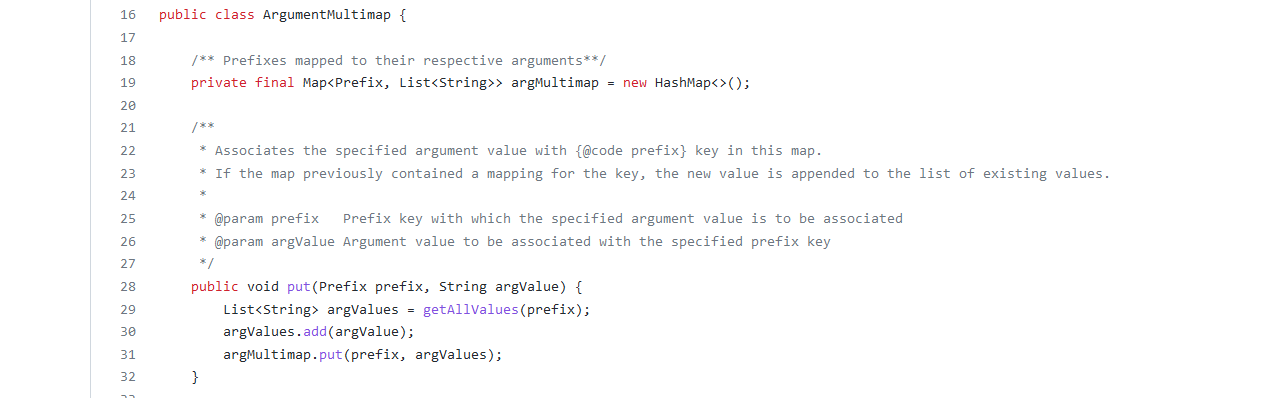 16 public class ArgumentMultimap {
17
18 /** Prefixes mapped to their respective arguments**/
19 private final Map<Prefix, List<String>> argMultimap = new HashMap<>();
20
21 /**
22 * Associates the specified argument value with {@code prefix} key in this map.
23 * If the map previously contained a mapping for the key, the new value is appended to the list of existing values.
24 *
25 * @param prefix   Prefix key with which the specified argument value is to be associated
26 * @param argValue Argument value to be associated with the specified prefix key
27 */
28 public void put(Prefix prefix, String argValue) {
29 List<String> argValues = getAllValues(prefix);
30 argValues.add(argValue);
31 argMultimap.put(prefix, argValues);
32 }